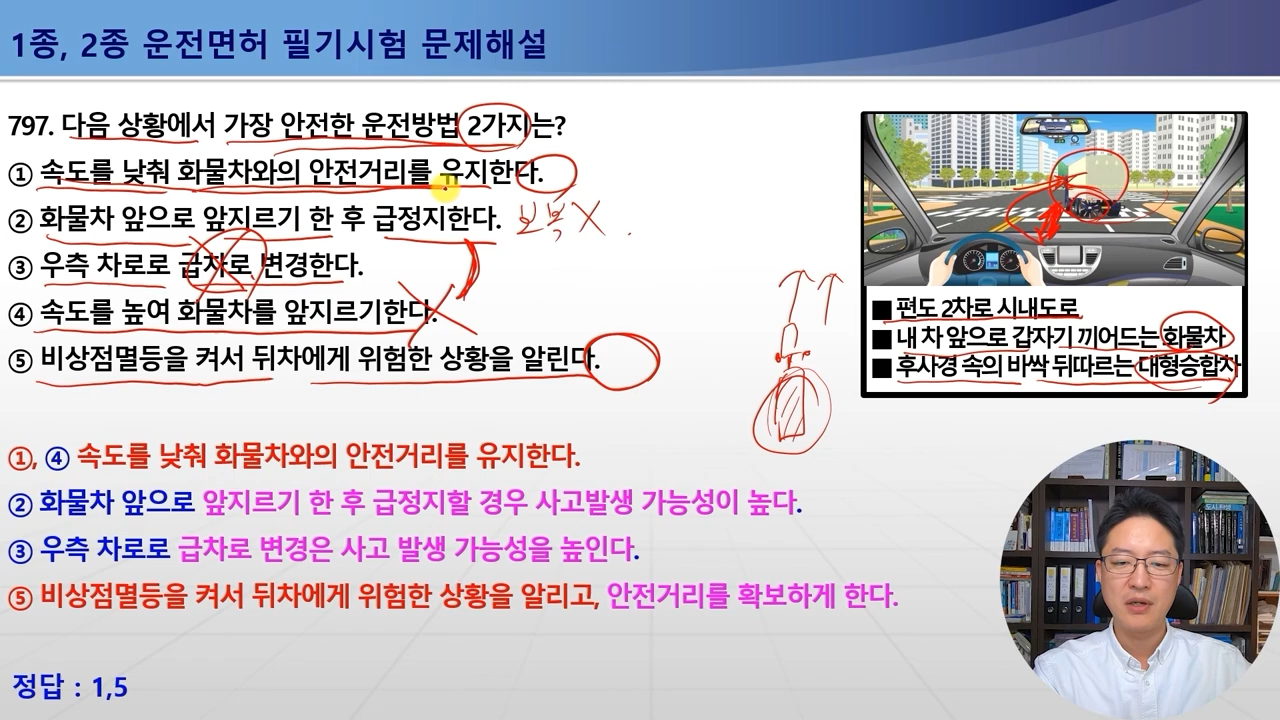 1종, 2종 운전면허 필기시험 문제해설
797. 다음 상황에서 가장 안전한 운전방법 2가지는?
① 속도를 낮춰 화물차와의 안전거리를 유지한다.
② 화물차 앞으로 앞지르기 한 후 급정지한다.
③ 우측 차로로 급차로 변경한다.
④ 속도를 높여 화물차를 앞지르기한다.
⑤ 비상점멸등을 켜서 뒤차에게 위험한 상황을 알린다.
■ 편도 2차로 시내도로
■ 내 차 앞으로 갑자기 끼어드는 화물차
■ 후사경 속의 바싹 뒤따르는 대형승합차
①, ④ 속도를 낮춰 화물차와의 안전거리를 유지한다.
② 화물차 앞으로 앞지르기 한 후 급정지할 경우 사고발생 가능성이 높다.
③ 우측 차로로 급차로 변경은 사고 발생 가능성을 높인다.
⑤ 비상점멸등을 켜서 뒤차에게 위험한 상황을 알리고, 안전거리를 확보하게 한다.
정답 : 1,5